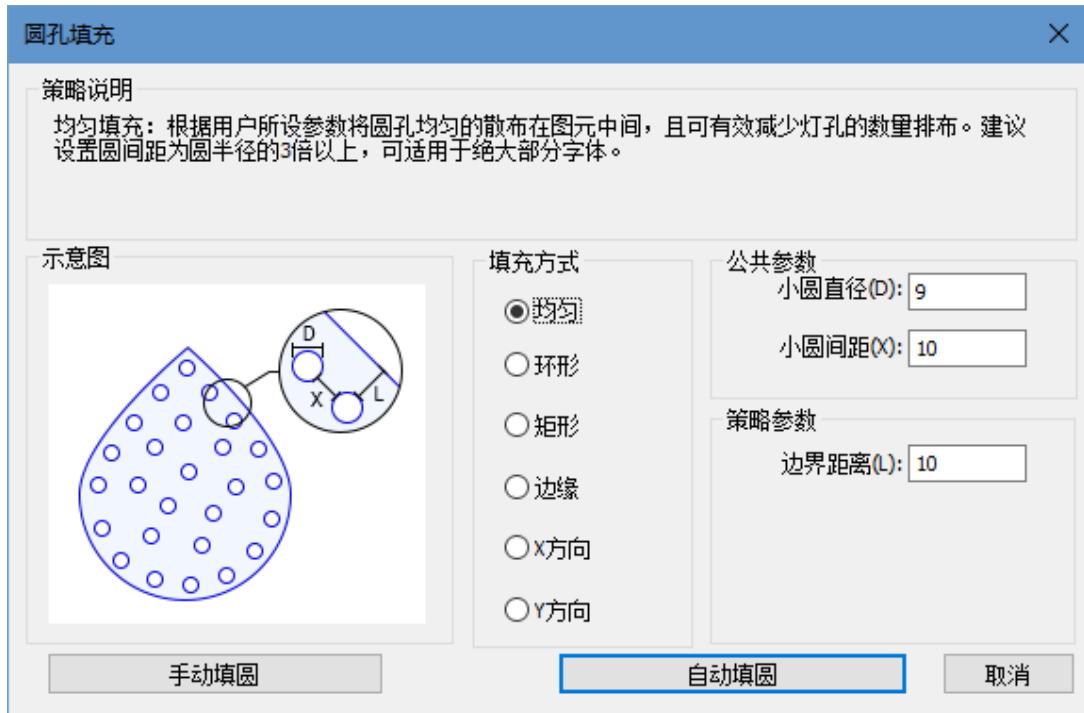 圆孔填充
策略说明
均匀填充：根据用户所设参数将圆孔均匀的散布在图元中间，且可有效减少灯孔的数量排布。建议
设置圆间距为圆半径的3倍以上，可适用于绝大部分字体。
示意图
D
X
L
填充方式
均匀
环形
矩形
边缘
X方向
Y方向
公共参数
小圆直径(D): 9
小圆间距(X): 10
策略参数
边界距离(L): 10
手动填圆
自动填圆
取消